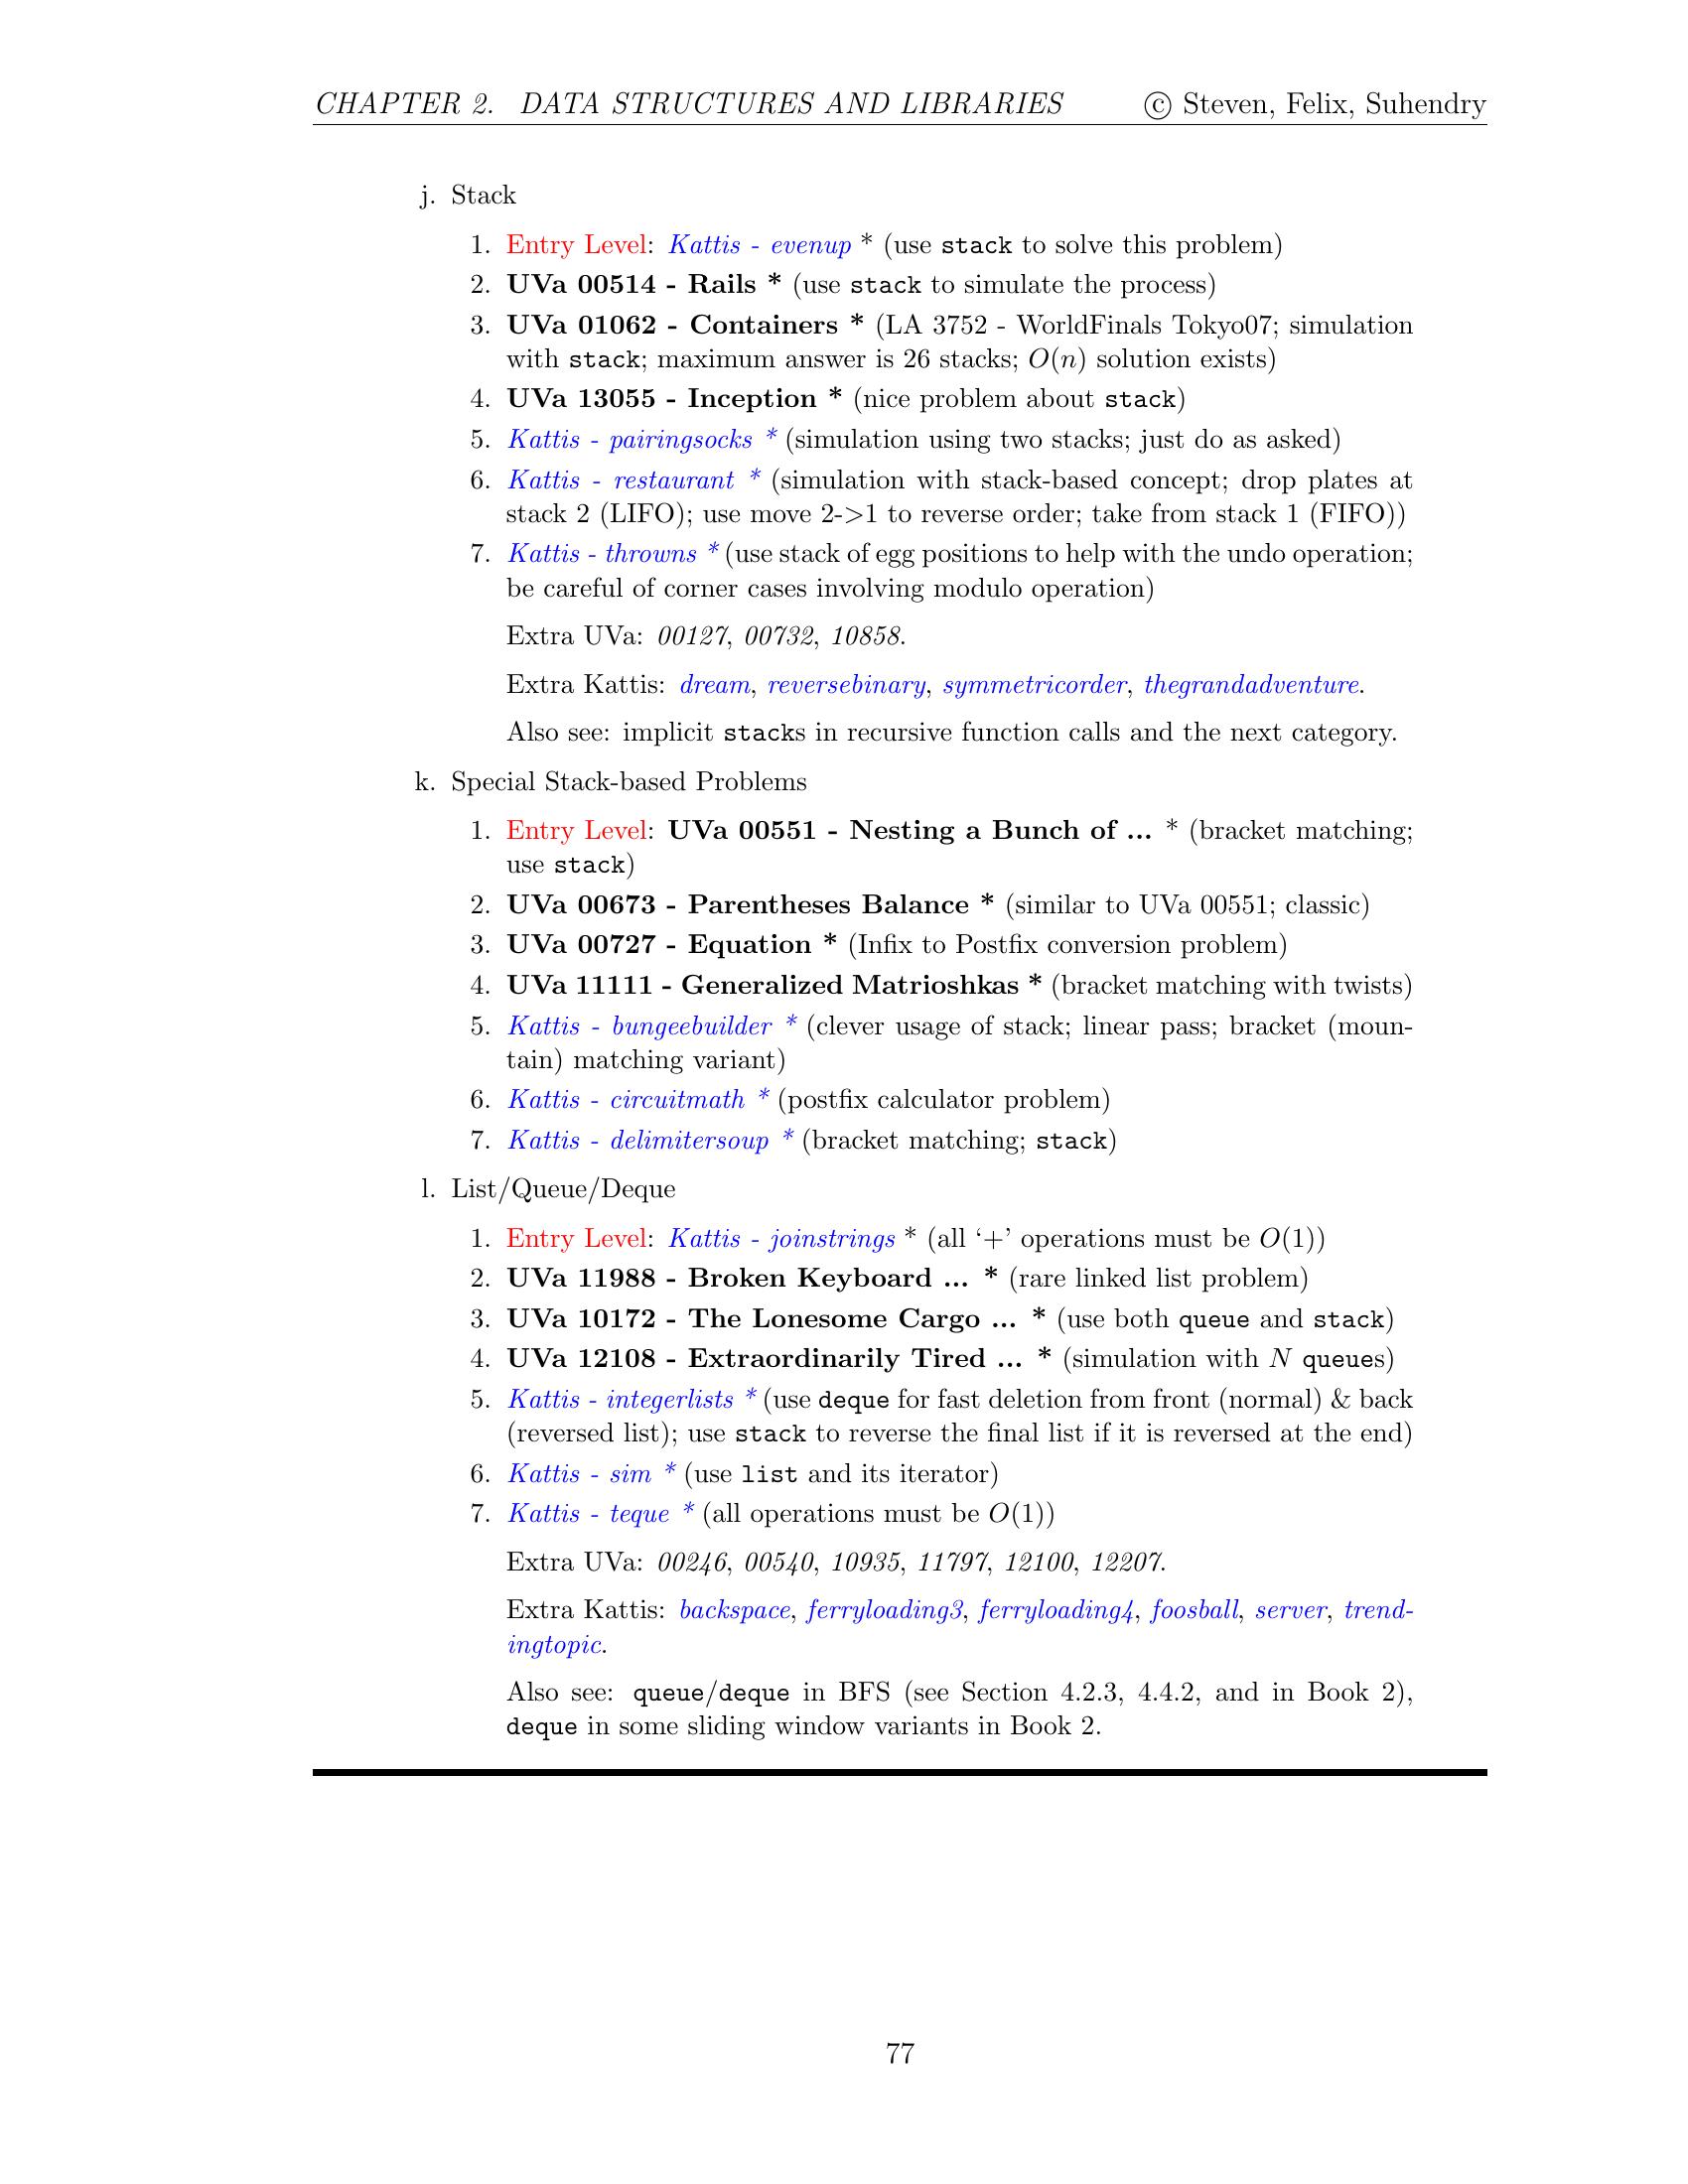 CHAPTER 2. DATA STRUCTURES AND LIBRARIES © Steven, Felix, Suhendry
j. Stack
1. Entry Level: Kattis - evenup * (use stack to solve this problem)
2. UVa 00514 - Rails * (use stack to simulate the process)
3. UVa 01062 - Containers * (LA 3752 - WorldFinals Tokyo07; simulation
with stack; maximum answer is 26 stacks; O(n) solution exists)
4. UVa 13055 - Inception * (nice problem about stack)
5. Kattis - pairingsocks * (simulation using two stacks; just do as asked)
6. Kattis - restaurant * (simulation with stack-based concept; drop plates at
stack 2 (LIFO); use move 2->1 to reverse order; take from stack 1 (FIFO))
7. Kattis - throwns * (use stack of egg positions to help with the undo operation;
be careful of corner cases involving modulo operation)
Extra UVa: 00127, 00732, 10858.
Extra Kattis: dream, reversebinary, symmetricorder, thegrandadventure.
Also see: implicit stacks in recursive function calls and the next category.
k. Special Stack-based Problems
1. Entry Level: UVa 00551 - Nesting a Bunch of ... * (bracket matching;
use stack)
2. UVa 00673 - Parentheses Balance * (similar to UVa 00551; classic)
3. UVa 00727 - Equation * (Infix to Postfix conversion problem)
4. UVa 11111 - Generalized Matrioshkas * (bracket matching with twists)
5. Kattis - bungeebuilder * (clever usage of stack; linear pass; bracket (moun-
tain) matching variant)
6. Kattis - circuitmath * (postfix calculator problem)
7. Kattis - delimitersoup * (bracket matching; stack)
l. List/Queue/Deque
1. Entry Level: Kattis - joinstrings * (all ‘+’ operations must be O(1))
2. UVa 11988 - Broken Keyboard ... * (rare linked list problem)
3. UVa 10172 - The Lonesome Cargo ... * (use both queue and stack)
4. UVa 12108 - Extraordinarily Tired ... * (simulation with N queues)
5. Kattis - integerlists * (use deque for fast deletion from front (normal) & back
(reversed list); use stack to reverse the final list if it is reversed at the end)
6. Kattis - sim * (use list and its iterator)
7. Kattis - teque * (all operations must be O(1))
Extra UVa: 00246, 00540, 10935, 11797, 12100, 12207.
Extra Kattis: backspace, ferryloading3, ferryloading4, foosball, server, trend-
ingtopic.
Also see: queue/deque in BFS (see Section 4.2.3, 4.4.2, and in Book 2),
deque in some sliding window variants in Book 2.
77